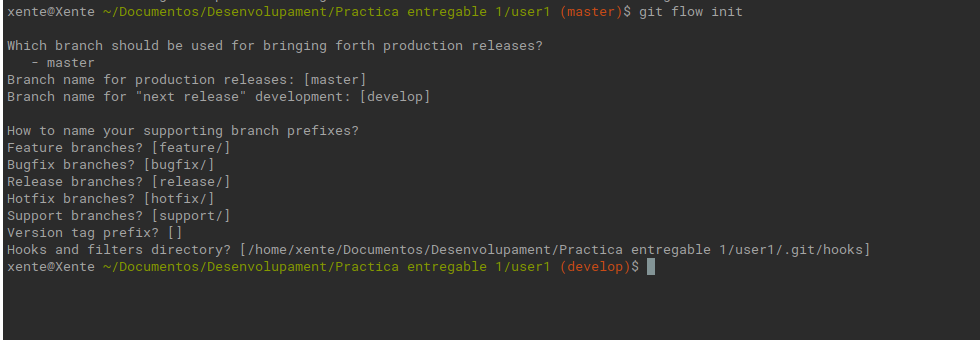 xente@Xente ~/Documentos/Desenvolupament/Practica entregable 1/user1 (master)$ git flow init
Which branch should be used for bringing forth production releases?
- master
Branch name for production releases: [master]
Branch name for "next release" development: [develop]
How to name your supporting branch prefixes?
Feature branches? [feature/]
Bugfix branches? [bugfix/]
Release branches? [release/]
Hotfix branches? [hotfix/]
Support branches? [support/]
Version tag prefix? []
Hooks and filters directory? [/home/xente/Documentos/Desenvolupament/Practica entregable 1/user1/.git/hooks]
xente@Xente ~/Documentos/Desenvolupament/Practica entregable 1/user1 (develop)$